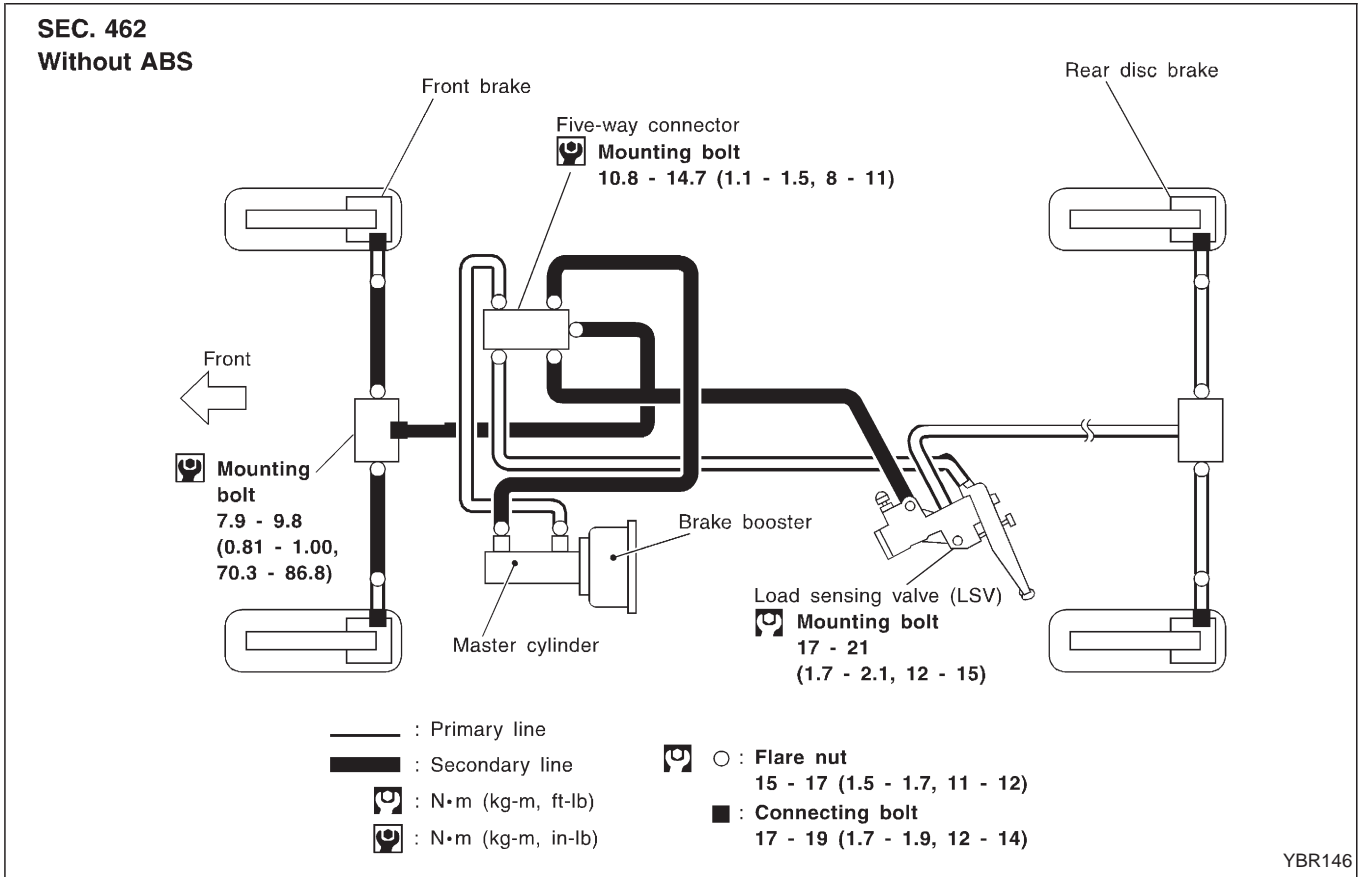 SEC. 462
Without ABS
Front brake
Rear disc brake
Five-way connector
Mounting bolt
10.8 - 14.7 (1.1 - 1.5, 8 - 11)
Front
Mounting
bolt
7.9 - 9.8
(0.81 - 1.00,
70.3 - 86.8)
Brake booster
Master cylinder
Load sensing valve (LSV)
Mounting bolt
17 - 21
(1.7 - 2.1, 12 - 15)
: Primary line
: Secondary line
: N•m (kg-m, ft-lb)
: N•m (kg-m, in-lb)
: Flare nut
15 - 17 (1.5 - 1.7, 11 - 12)
: Connecting bolt
17 - 19 (1.7 - 1.9, 12 - 14)
YBR146